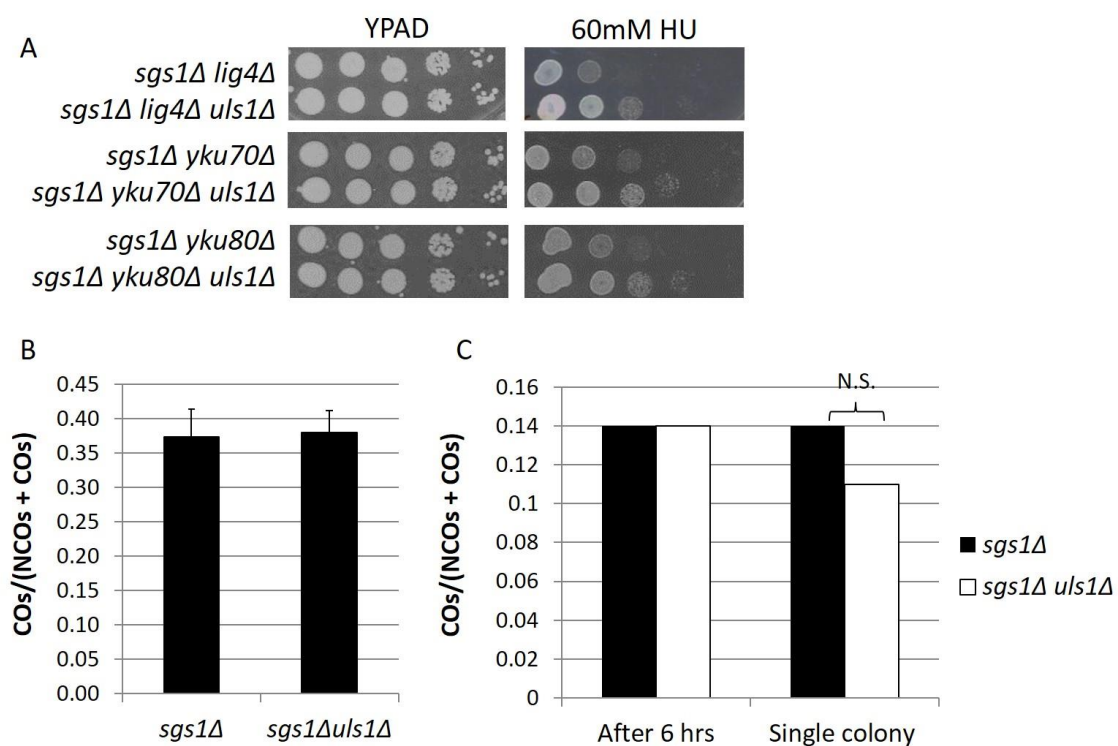 A
YPAD
60mM HU
sgs1Δ lig4Δ
sgs1Δ lig4Δ uls1Δ
sgs1Δ yku70Δ
sgs1Δ yku70Δ uls1Δ
sgs1Δ yku80Δ
sgs1Δ yku80Δ uls1Δ
B
COs/(NCOs + COs)
0.45
0.40
0.35
0.30
0.25
0.20
0.15
0.10
0.05
0.00
sgs1Δ
sgs1Δuls1Δ
C
COs/(NCOs + COs)
0.16
0.14
0.12
0.1
0.08
0.06
0.04
0.02
0
N.S.
After 6 hrs
Single colony
sgs1Δ
sgs1Δ uls1Δ